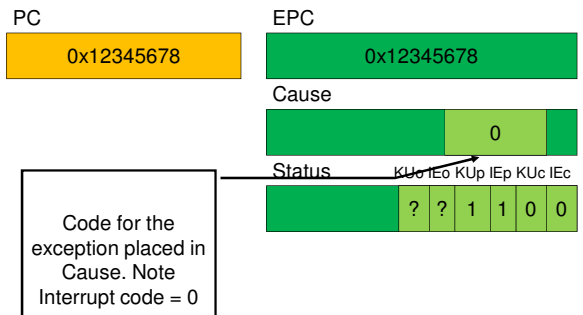 PC EPC
0x12345678 0x12345678
Cause
0
Status KUo IEo KUp IEp KUc IEc
? ? 1 1 0 0
Code for the
exception placed in
Cause. Note
Interrupt code = 0